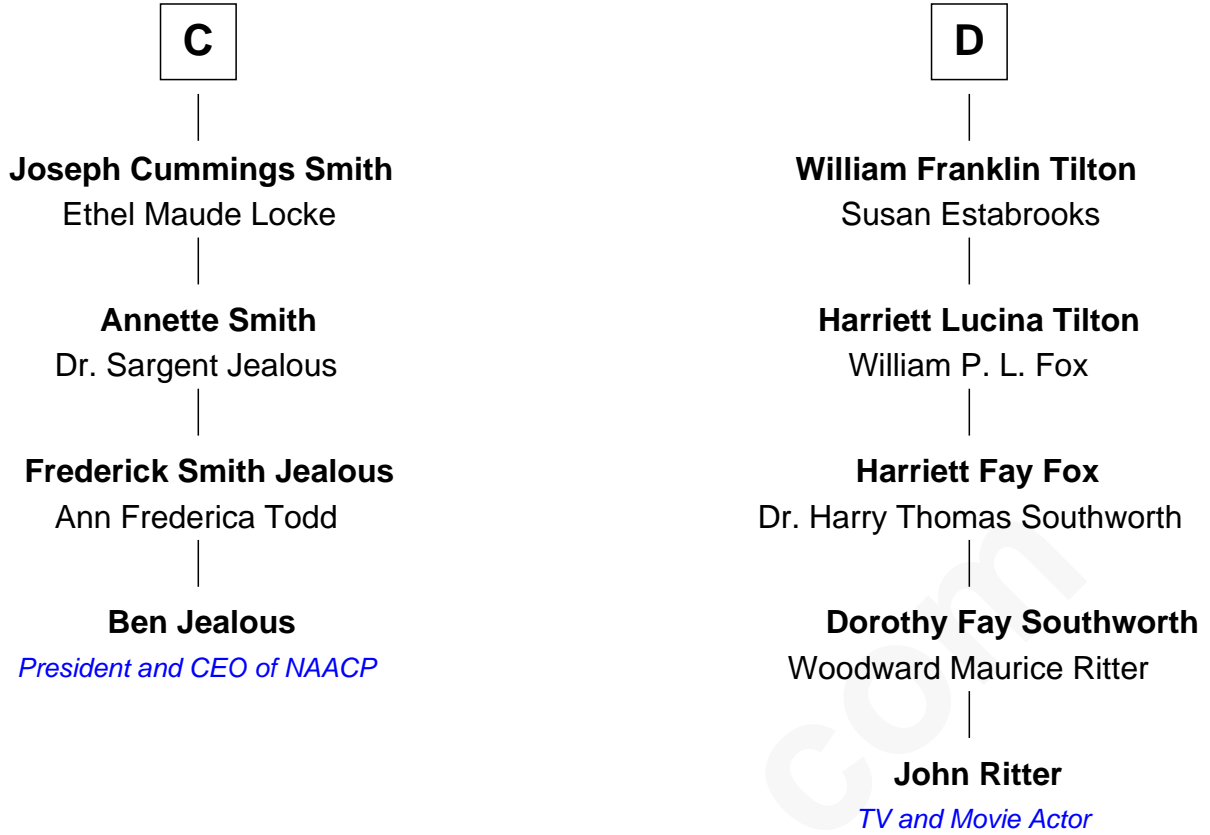 C
Joseph Cummings Smith
Ethel Maude Locke
Annette Smith
Dr. Sargent Jealous
Frederick Smith Jealous
Ann Frederica Todd
Ben Jealous
President and CEO of NAACP
D
William Franklin Tilton
Susan Estabrooks
Harriett Lucina Tilton
William P. L. Fox
Harriett Fay Fox
Dr. Harry Thomas Southworth
Dorothy Fay Southworth
Woodward Maurice Ritter
John Ritter
TV and Movie Actor
com